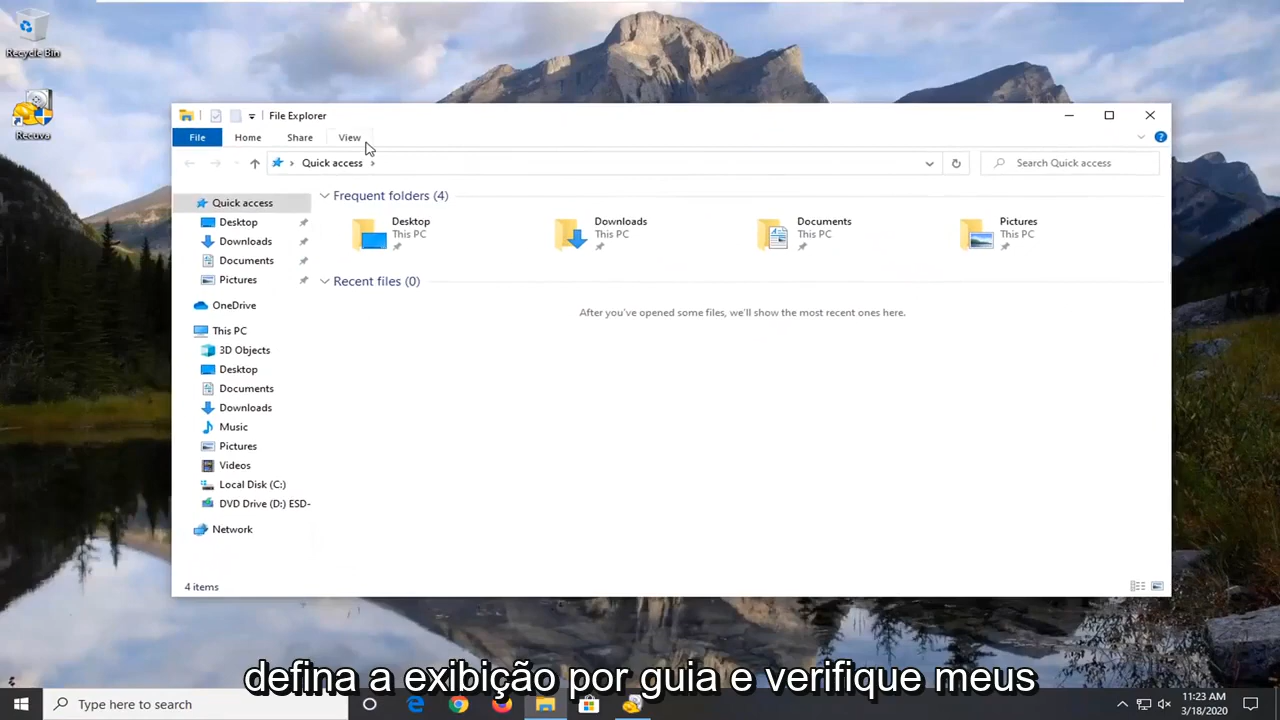 Recycle Bin
Recuva
File Explorer
File
Home
Share
View
Quick access
Search Quick access
Quick access
Desktop
Downloads
Documents
Pictures
OneDrive
This PC
3D Objects
Desktop
Documents
Downloads
Music
Pictures
Videos
Local Disk (C:)
DVD Drive (D:) ESD-
Network
Frequent folders (4)
Desktop
This PC
Downloads
This PC
Documents
This PC
Pictures
This PC
Recent files (0)
After you've opened some files, we'll show the most recent ones here.
4 items
defina a exibição por guia e verifique meus
Type here to search
11:23 AM
3/18/2020